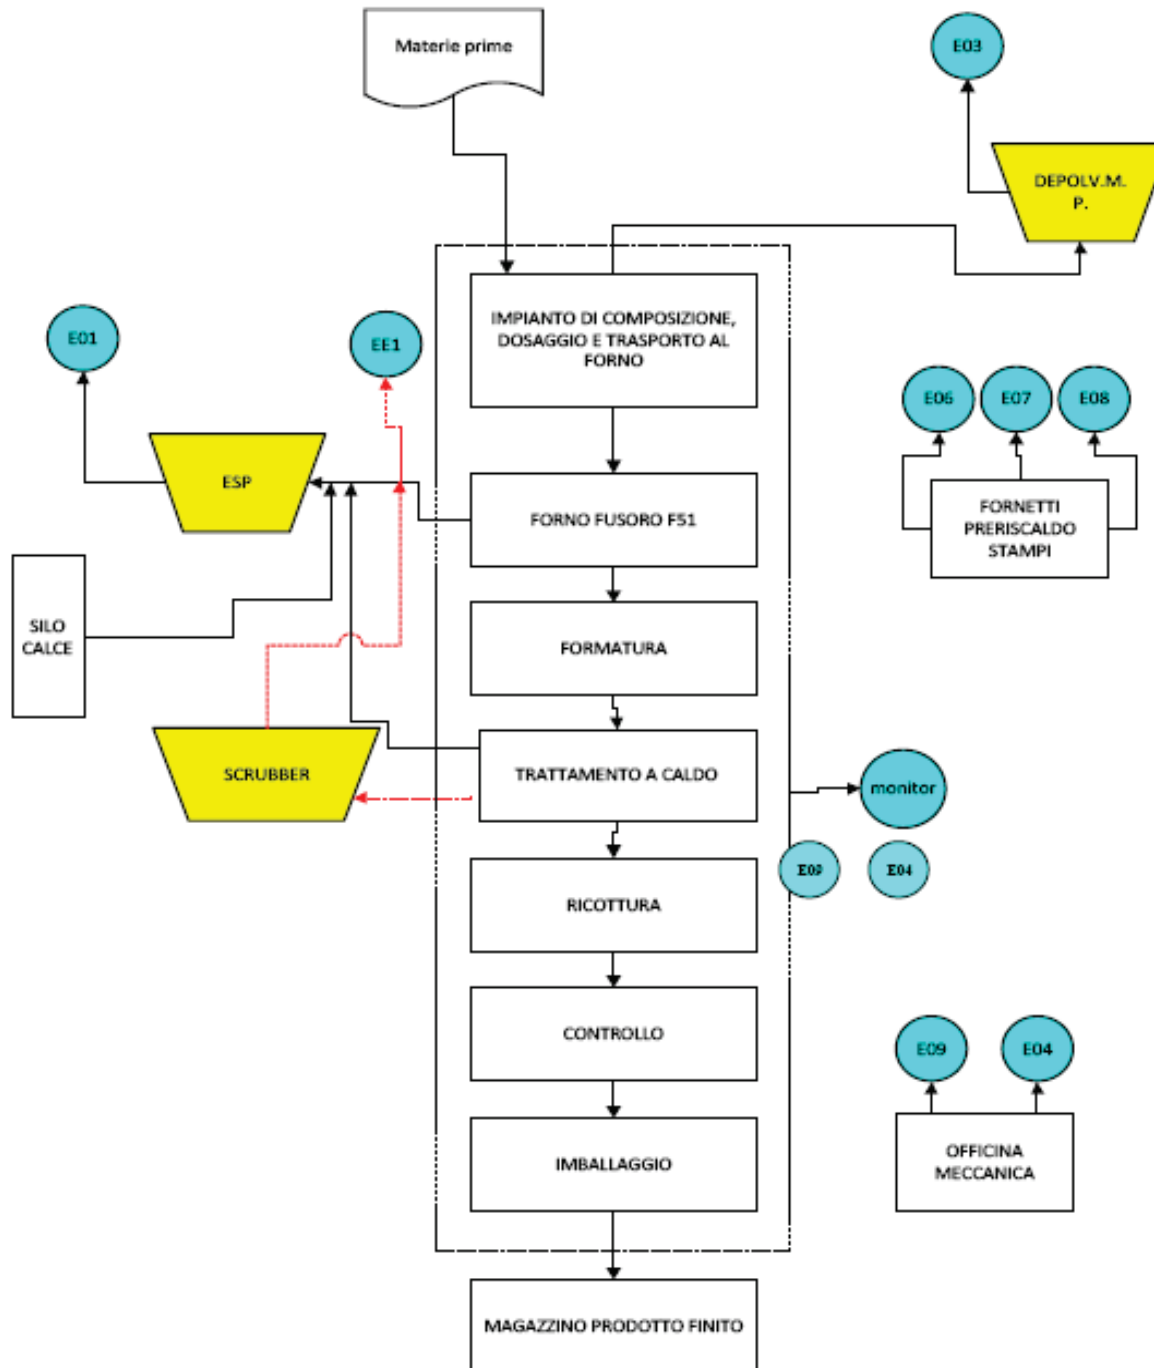 Materie prime
E03
DEPOLV.M.
P.
IMPIANTO DI COMPOSIZIONE,
DOSAGGIO E TRASPORTO AL
FORNO
E01
EE1
E06
E07
E08
ESP
FORNO FUSORO F51
FORNETTI
PRERISCALDO
STAMPI
SILO
CALCE
FORMATURA
SCRUBBER
TRATTAMENTO A CALDO
monitor
E09
E04
RICOTTURA
CONTROLLO
E09
E04
IMBALLAGGIO
OFFICINA
MECCANICA
MAGAZZINO PRODOTTO FINITO